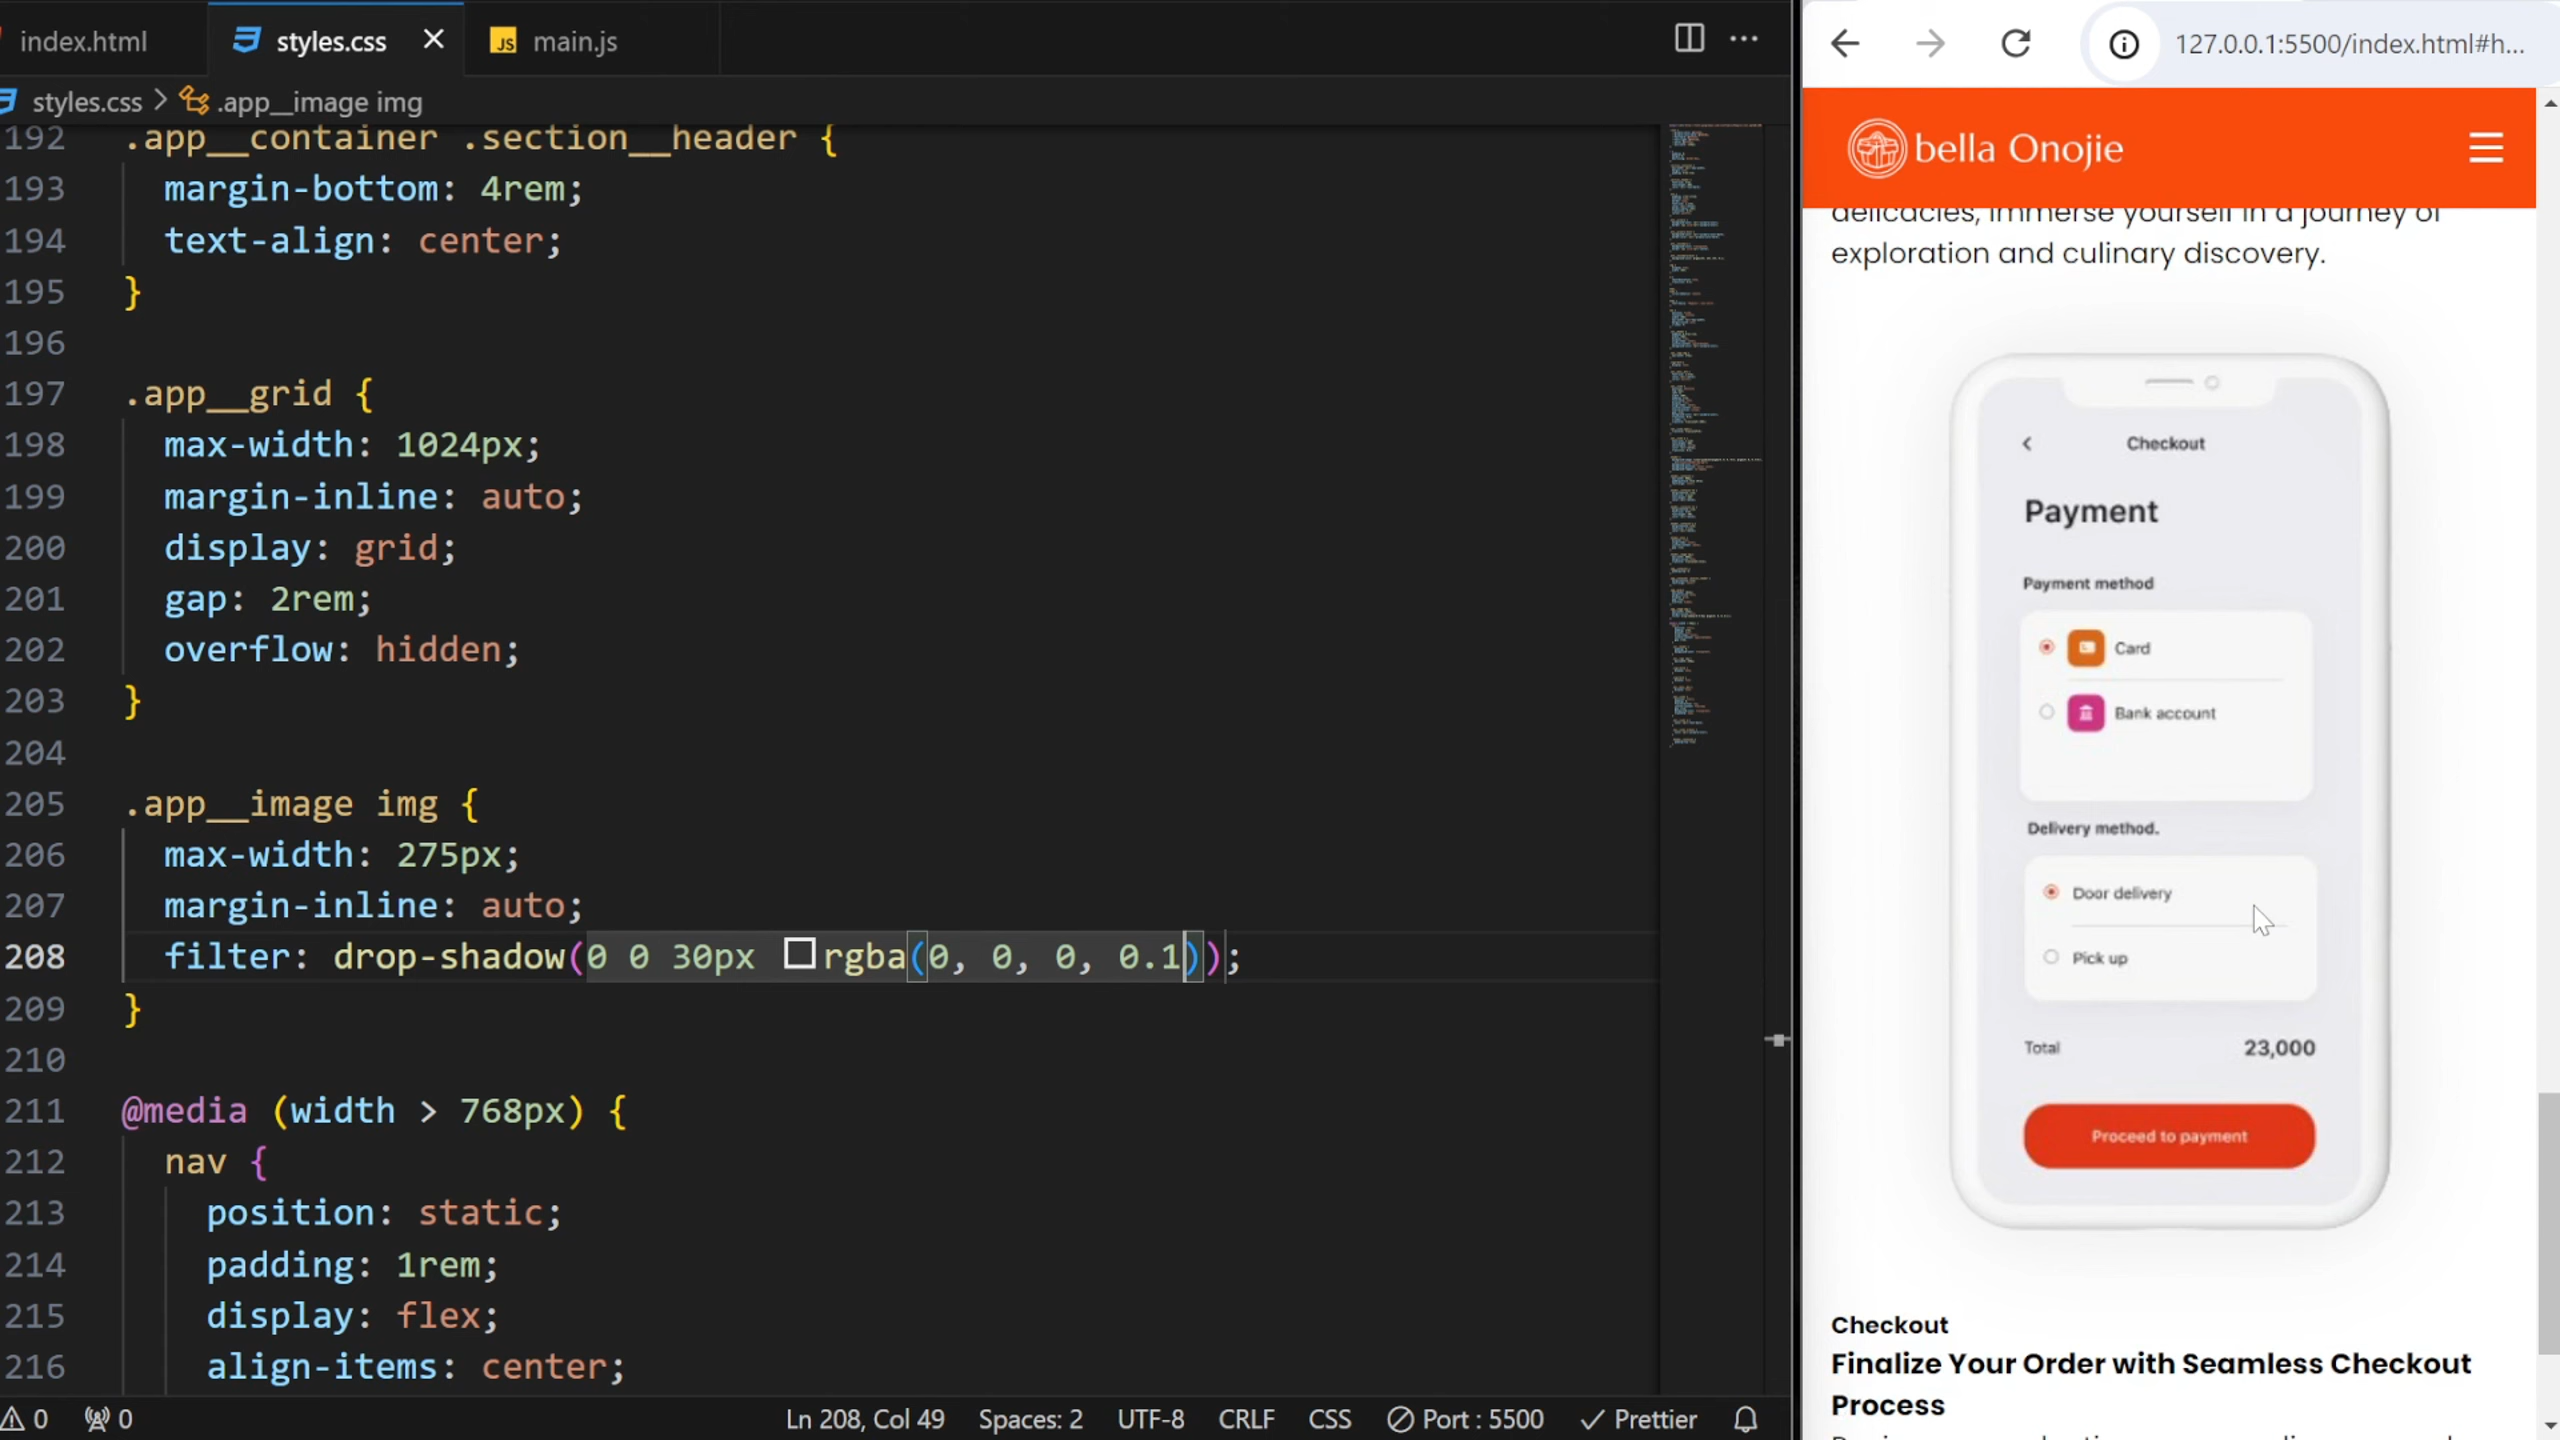 index.html
styles.css
JS main.js
127.0.0.1:5500/index.html#h...
styles.css > .app__image img
192 .app__container .section__header {
193 margin-bottom: 4rem;
194 text-align: center;
195 }
196
197 .app__grid {
198 max-width: 1024px;
199 margin-inline: auto;
200 display: grid;
201 gap: 2rem;
202 overflow: hidden;
203 }
204
205 .app__image img {
206 max-width: 275px;
207 margin-inline: auto;
208 filter: drop-shadow(0 0 30px rgba(0, 0, 0, 0.1));
209 }
210
211 @media (width > 768px) {
212 nav {
213 position: static;
214 padding: 1rem;
215 display: flex;
216 align-items: center;
0 0
Ln 208, Col 49 Spaces: 2 UTF-8 CRLF CSS Port : 5500 Prettier
bella Onojie
delicacies, immerse yourself in a journey of
exploration and culinary discovery.
Checkout
Payment
Payment method
Card
Bank account
Delivery method.
Door delivery
Pick up
Total 23,000
Proceed to payment
Checkout
Finalize Your Order with Seamless Checkout
Process